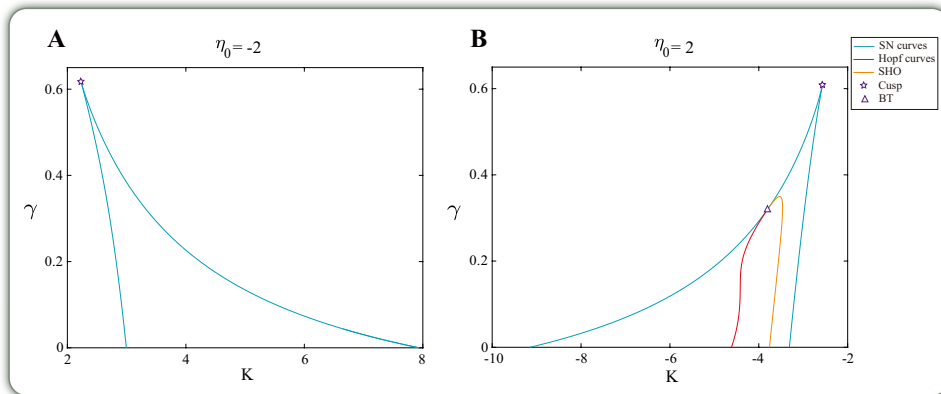 A
η₀= -2
B
η₀= 2
SN curves
Hopf curves
SHO
Cusp
BT
0.6
0.4
0.2
0
γ
2
4
6
8
K
0.6
0.4
0.2
0
γ
-10
-8
-6
-4
-2
K